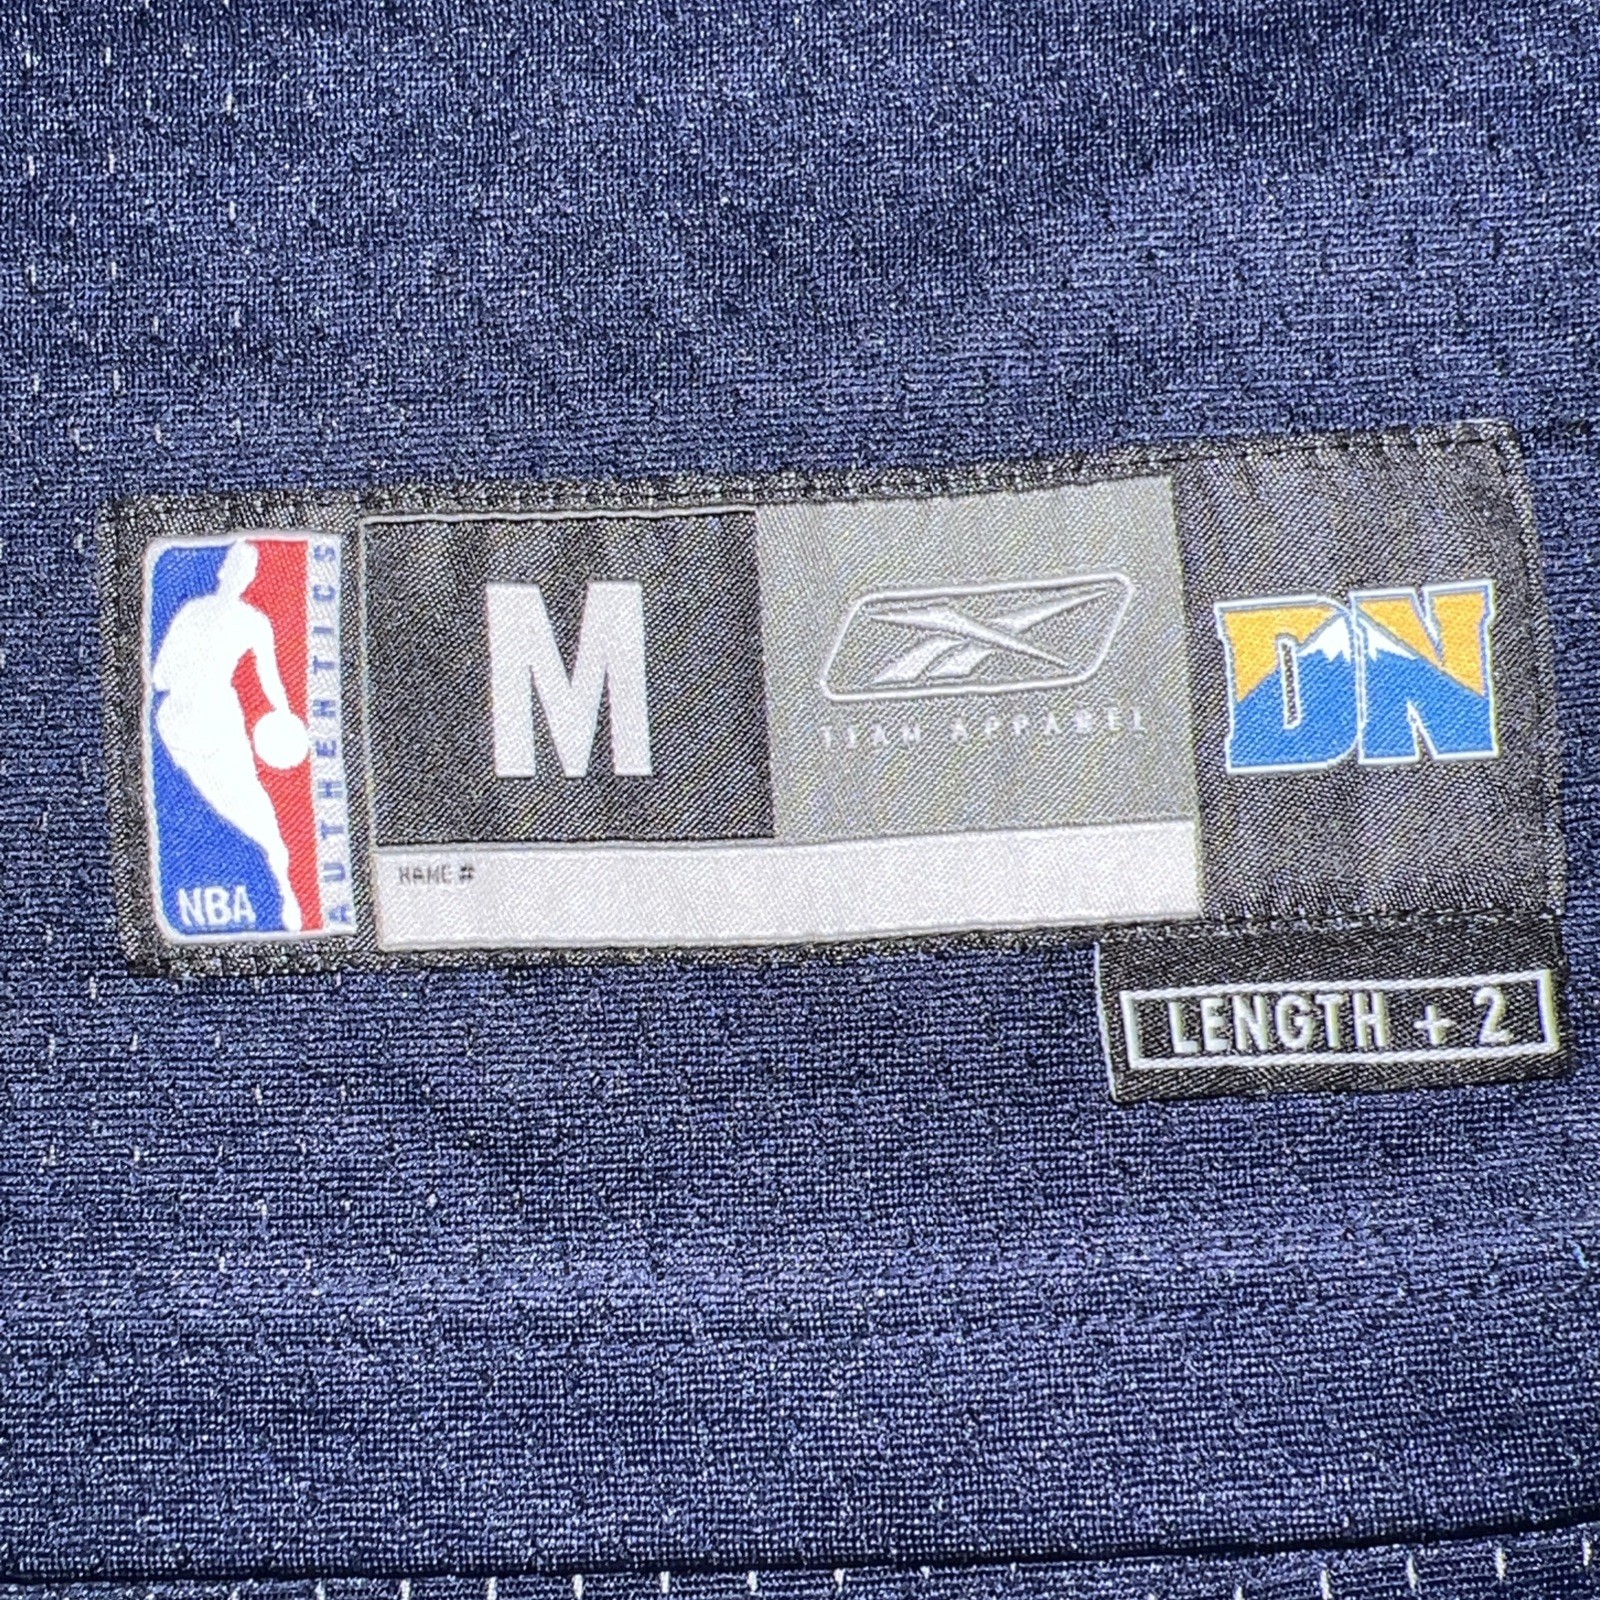 NBA
AUTHENTICS
M
TEAM APPAREL
DN
NAME #
LENGTH + 2